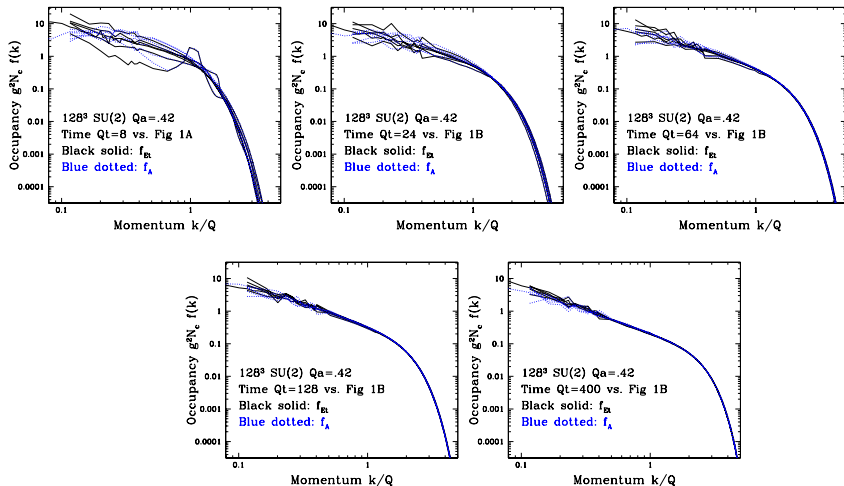 Occupancy g²N_c f(k)
10
1
0.1
0.01
0.001
0.0001
128³ SU(2) Qa=.42
Time Qt=8 vs. Fig 1A
Black solid: f_Et
Blue dotted: f_A
0.1
1
Momentum k/Q
Occupancy g²N_c f(k)
10
1
0.1
0.01
0.001
0.0001
128³ SU(2) Qa=.42
Time Qt=24 vs. Fig 1B
Black solid: f_Et
Blue dotted: f_A
0.1
1
Momentum k/Q
Occupancy g²N_c f(k)
10
1
0.1
0.01
0.001
0.0001
128³ SU(2) Qa=.42
Time Qt=64 vs. Fig 1B
Black solid: f_Et
Blue dotted: f_A
0.1
1
Momentum k/Q
Occupancy g²N_c f(k)
10
1
0.1
0.01
0.001
0.0001
128³ SU(2) Qa=.42
Time Qt=128 vs. Fig 1B
Black solid: f_Et
Blue dotted: f_A
0.1
1
Momentum k/Q
Occupancy g²N_c f(k)
10
1
0.1
0.01
0.001
0.0001
128³ SU(2) Qa=.42
Time Qt=400 vs. Fig 1B
Black solid: f_Et
Blue dotted: f_A
0.1
1
Momentum k/Q